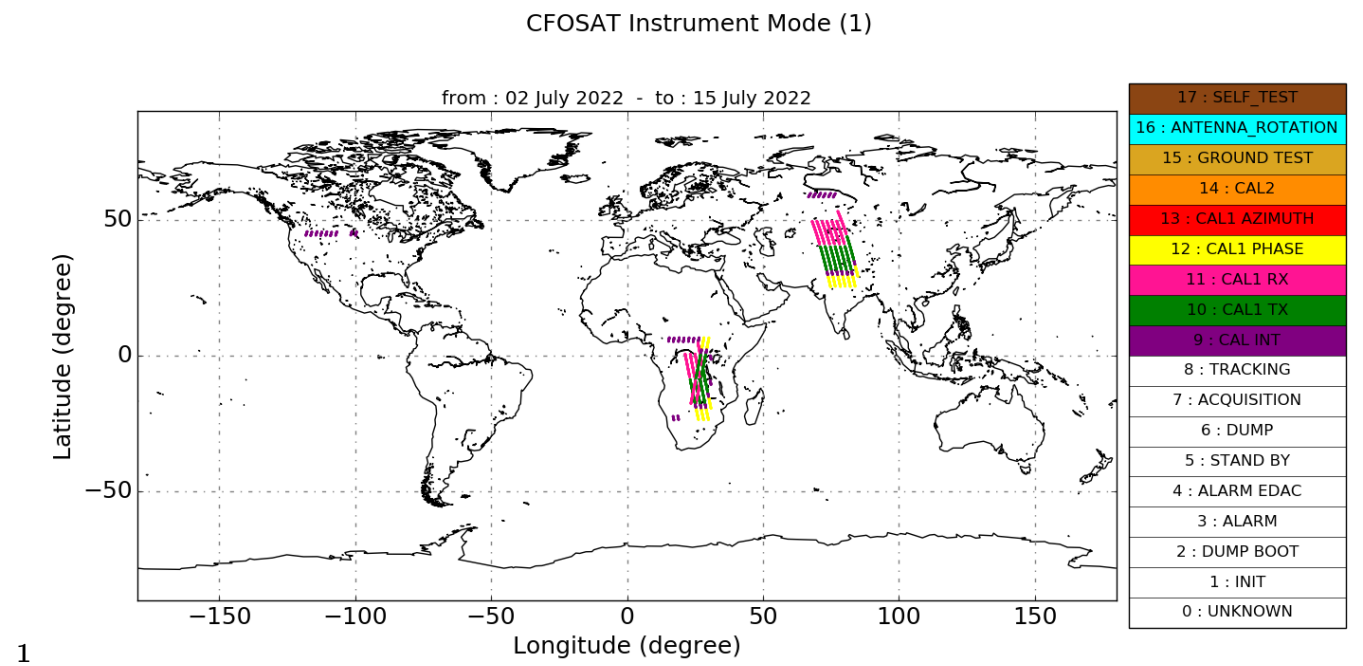 CFOSAT Instrument Mode (1)
from : 02 July 2022 - to : 15 July 2022
17 : SELF_TEST
16 : ANTENNA_ROTATION
15 : GROUND TEST
14 : CAL2
13 : CAL1 AZIMUTH
12 : CAL1 PHASE
11 : CAL1 RX
10 : CAL1 TX
9 : CAL INT
8 : TRACKING
7 : ACQUISITION
6 : DUMP
5 : STAND BY
4 : ALARM EDAC
3 : ALARM
2 : DUMP BOOT
1 : INIT
0 : UNKNOWN
Latitude (degree)
50
0
−50
−150 −100 −50 0 50 100 150
Longitude (degree)
1